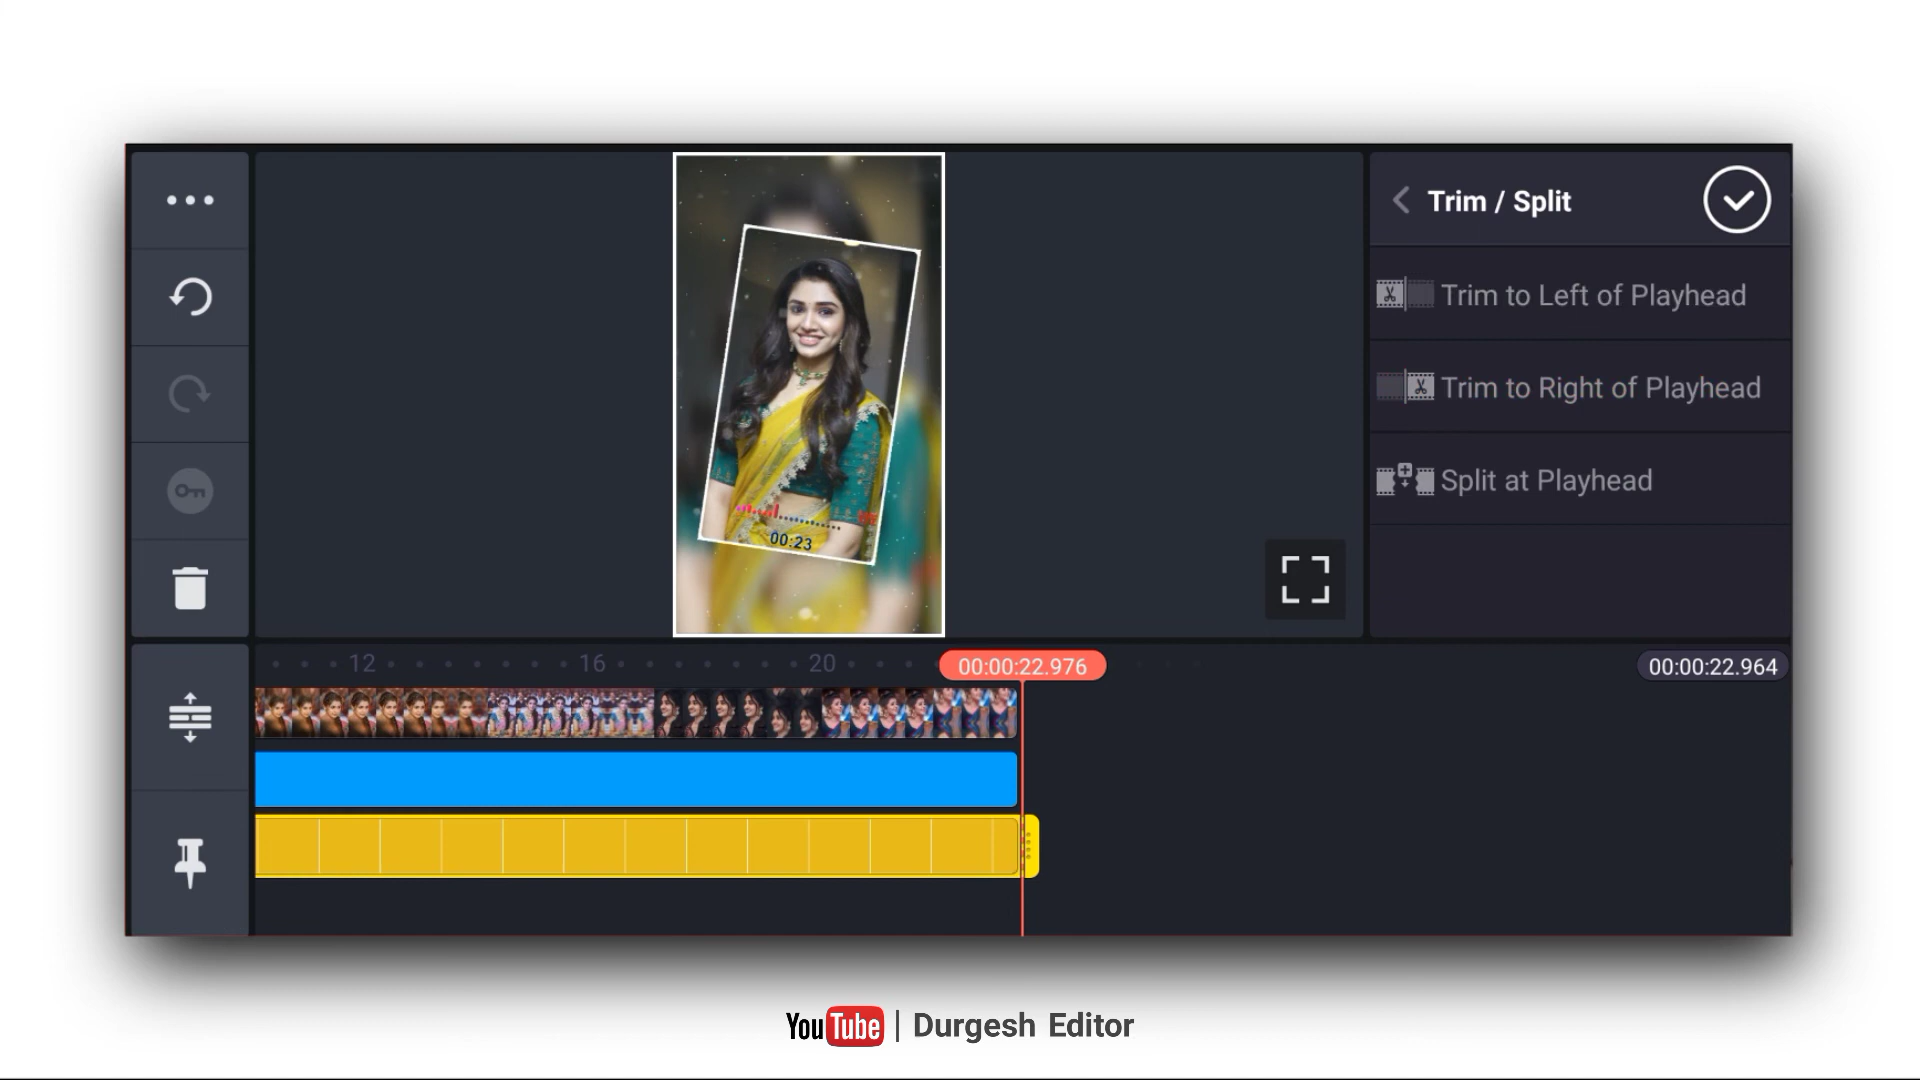 Trim / Split
Trim to Left of Playhead
Trim to Right of Playhead
Split at Playhead
00:23
12
16
20
00:00:22.976
00:00:22.964
YouTube | Durgesh Editor